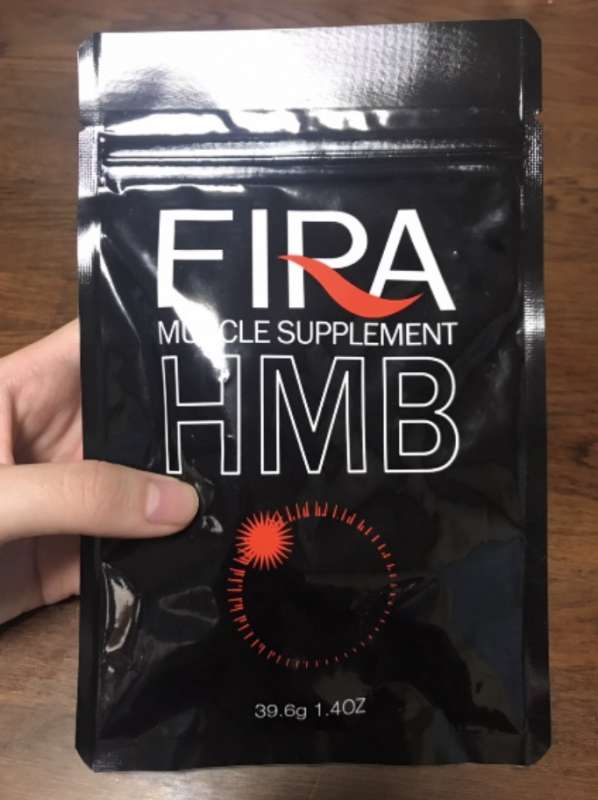 FIRA
MUSCLE SUPPLEMENT
HMB
39.6g 1.4OZ